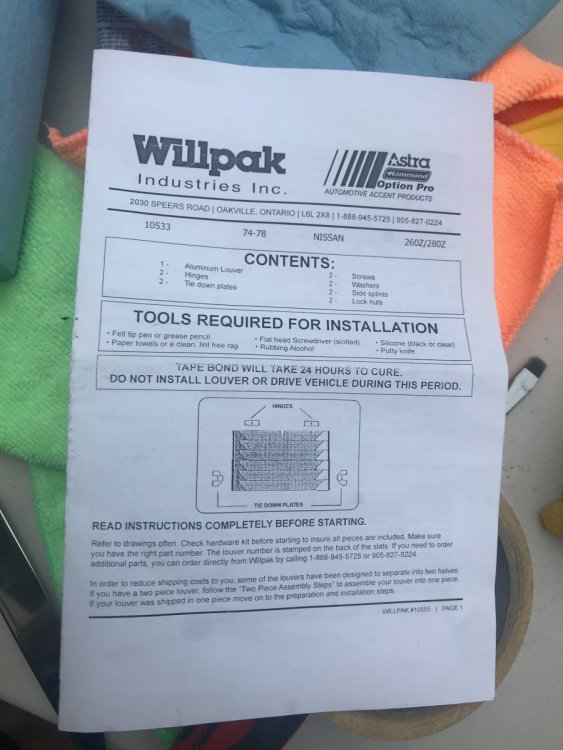 Willpak
Industries Inc.
Astra
Hammond
Option Pro
AUTOMOTIVE ACCENT PRODUCTS
2030 SPEERS ROAD | OAKVILLE, ONTARIO | L6L 2X8 | 1-888-945-5725 | 905-827-0224
10533 74-78 NISSAN 260Z/280Z
CONTENTS:
1 - Aluminum Louver
2 - Hinges
2 - Tie down plates
2 - Screws
2 - Washers
2 - Side splints
2 - Lock nuts
TOOLS REQUIRED FOR INSTALLATION
• Felt tip pen or grease pencil
• Paper towels or e clean, lint free rag
• Flat head Screwdriver (slotted)
• Rubbing Alcohol
• Silicone (black or clear)
• Putty knife
TAPE BOND WILL TAKE 24 HOURS TO CURE.
DO NOT INSTALL LOUVER OR DRIVE VEHICLE DURING THIS PERIOD.
HINGES
TIE DOWN PLATES
READ INSTRUCTIONS COMPLETELY BEFORE STARTING.
Refer to drawings often. Check hardware kit before starting to insure all pieces are included. Make sure
you have the right part number. The louver number is stamped on the back of the slats. If you need to order
additional parts, you can order directly from Willpak by calling 1-888-945-5725 or 905-827-0224.
In order to reduce shipping costs to you, some of the louvers have been designed to separate into two halves.
If you have a two piece louver, follow the "Two Piece Assembly Steps" to assemble your louver into one piece.
If your louver was shipped in one piece move on to the preparation and installation steps.
WILLPAK #10555 | PAGE 1